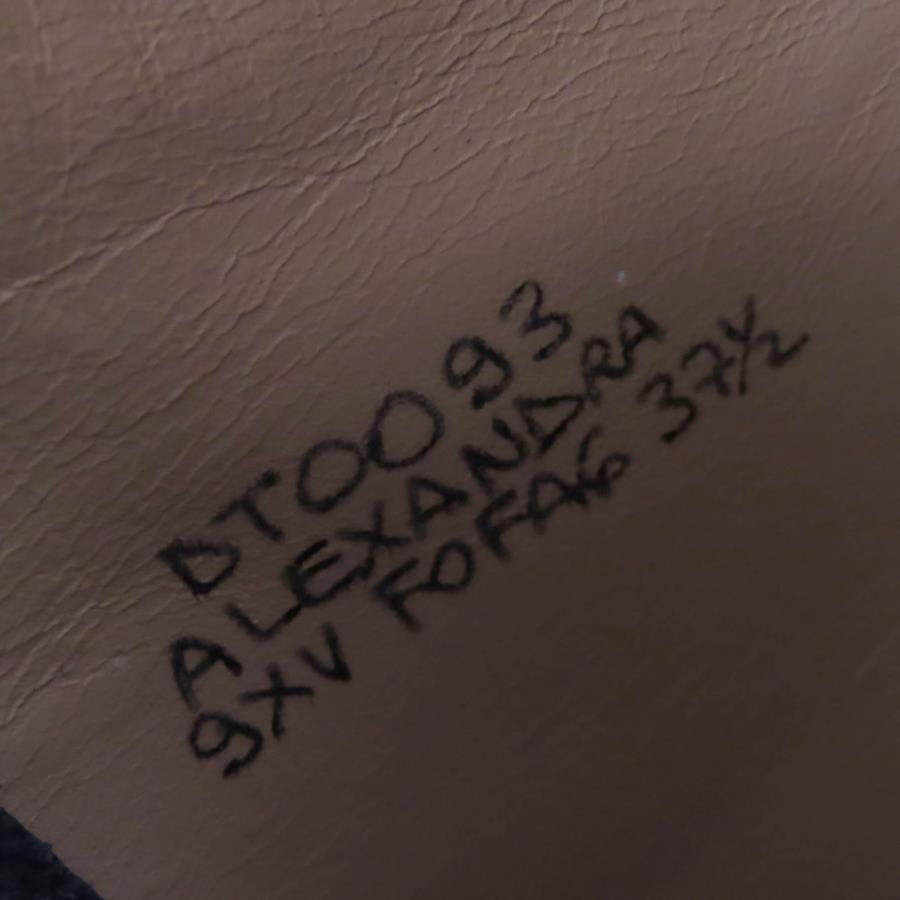 DT0093
ALEXANDRA
9XV FOFA6 37½